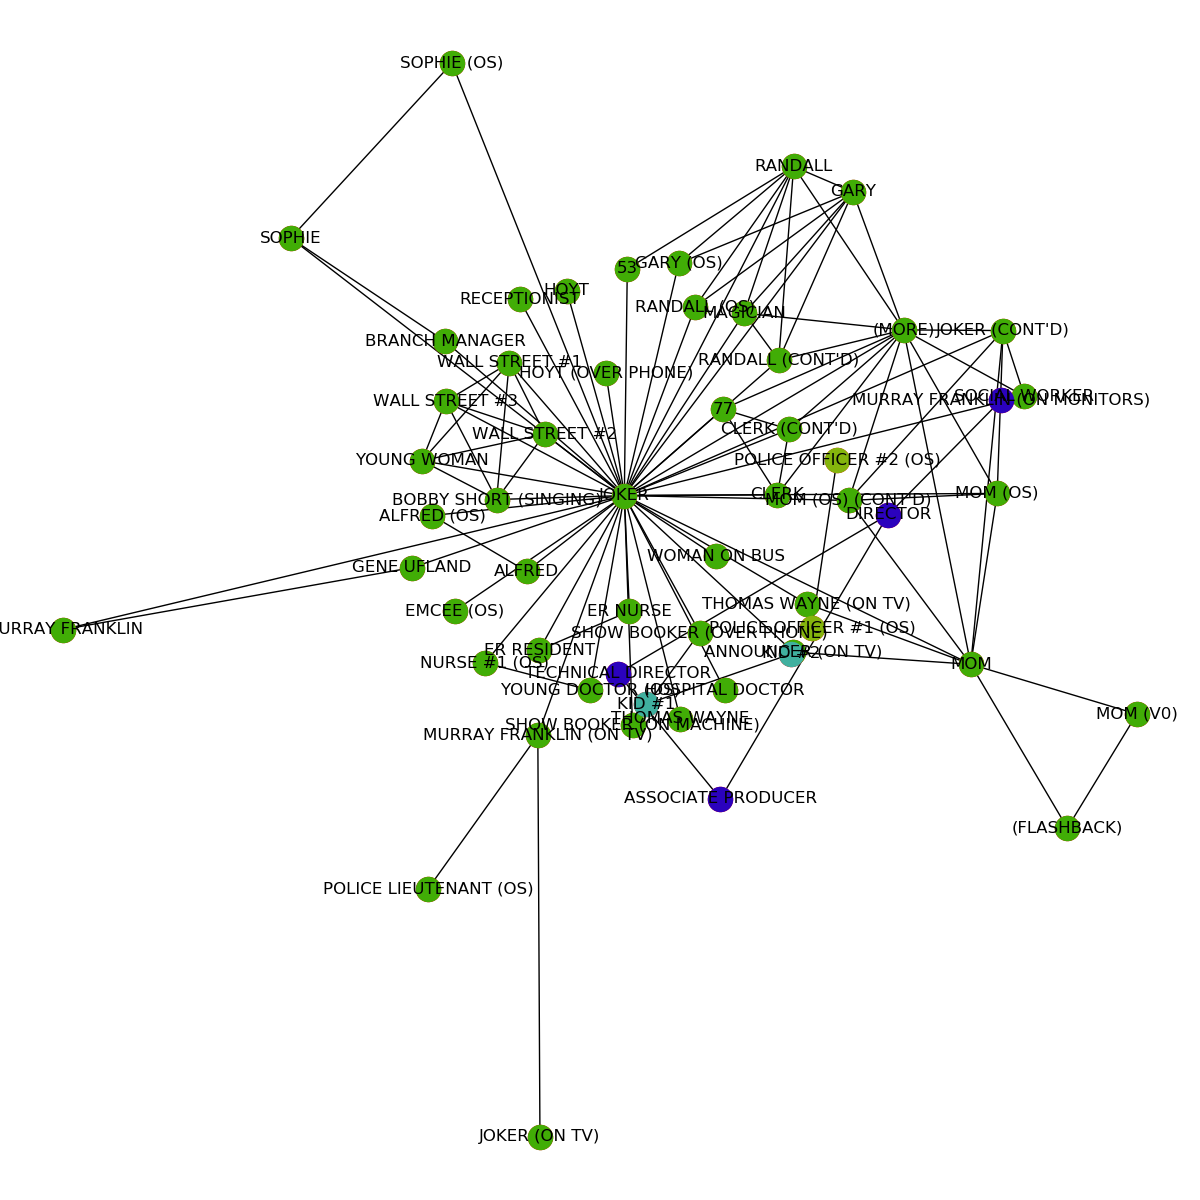 SOPHIE (OS)
RANDALL
GARY
SOPHIE
GARY (OS)
53
HOYT
RECEPTIONIST
RANDALL (OS)
MAGICIAN
(MORE)
JOKER (CONT'D)
BRANCH MANAGER
WALL STREET #1
RANDALL (CONT'D)
HOYT (OVER PHONE)
SOCIAL WORKER
WALL STREET #3
MURRAY FRANKLIN (ON MONITORS)
77
CLERK (CONT'D)
WALL STREET #2
YOUNG WOMAN
POLICE OFFICER #2 (OS)
MOM (OS)
CLERK
JOKER
BOBBY SHORT (SINGING)
MOM (OS) (CONT'D)
DIRECTOR
ALFRED (OS)
WOMAN ON BUS
GENE UFLAND
ALFRED
THOMAS WAYNE (ON TV)
EMCEE (OS)
ER NURSE
URRAY FRANKLIN
POLICE OFFICER #1 (OS)
SHOW BOOKER (OVER PHONE)
ER RESIDENT
ANNOUNCER (ON TV)
KID #2
NURSE #1 (OS)
MOM
TECHNICAL DIRECTOR
YOUNG DOCTOR (OS)
HOSPITAL DOCTOR
KID #1
MOM (V0)
THOMAS WAYNE
SHOW BOOKER (ON MACHINE)
MURRAY FRANKLIN (ON TV)
ASSOCIATE PRODUCER
(FLASHBACK)
POLICE LIEUTENANT (OS)
JOKER (ON TV)